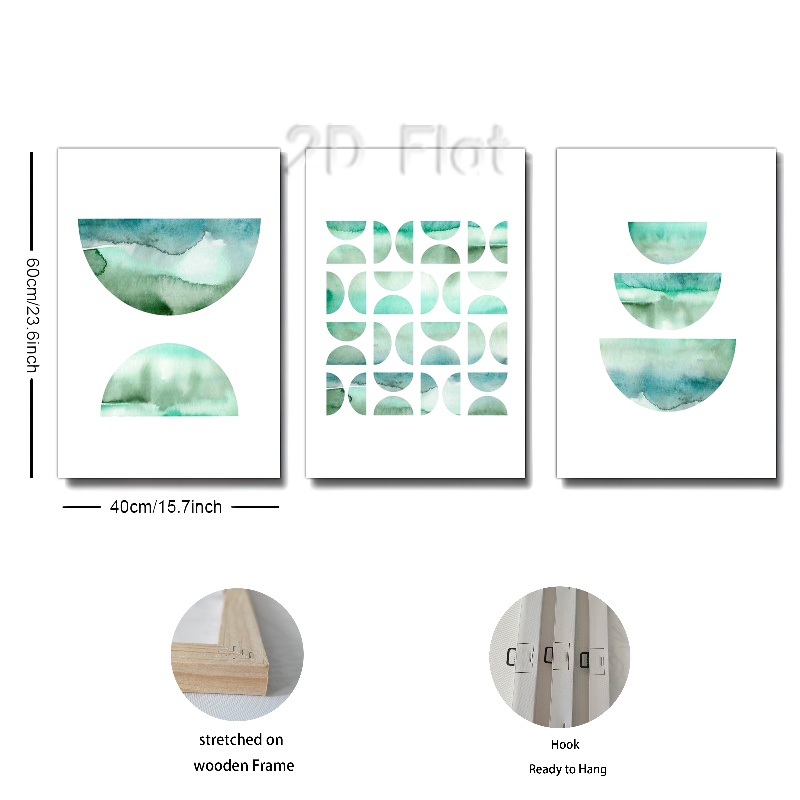 2D Flat
60cm/23.6inch
40cm/15.7inch
stretched on
wooden Frame
Hook
Ready to Hang